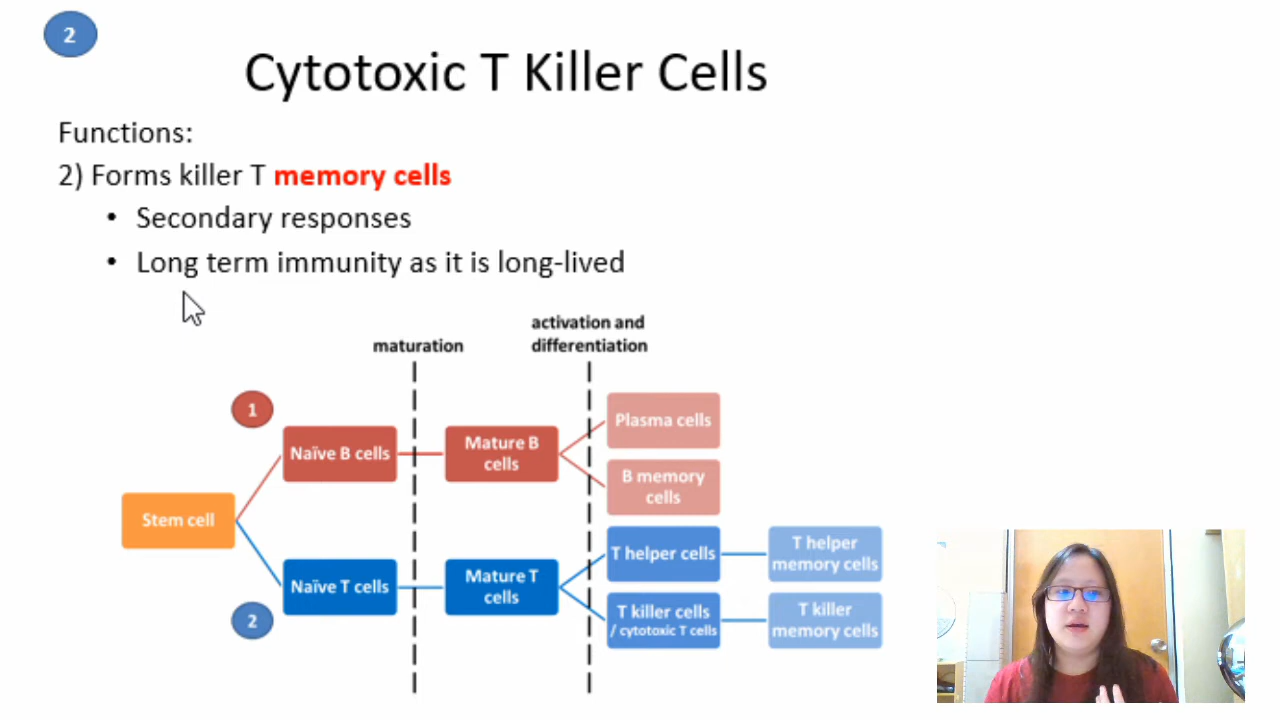 2
Cytotoxic T Killer Cells
Functions:
2) Forms killer T memory cells
• Secondary responses
• Long term immunity as it is long-lived
maturation
activation and
differentiation
1
Naïve B cells
Mature B
cells
Plasma cells
B memory
cells
Stem cell
Naïve T cells
2
Mature T
cells
T helper cells
T helper
memory cells
T killer cells
/ cytotoxic T cells
T killer
memory cells